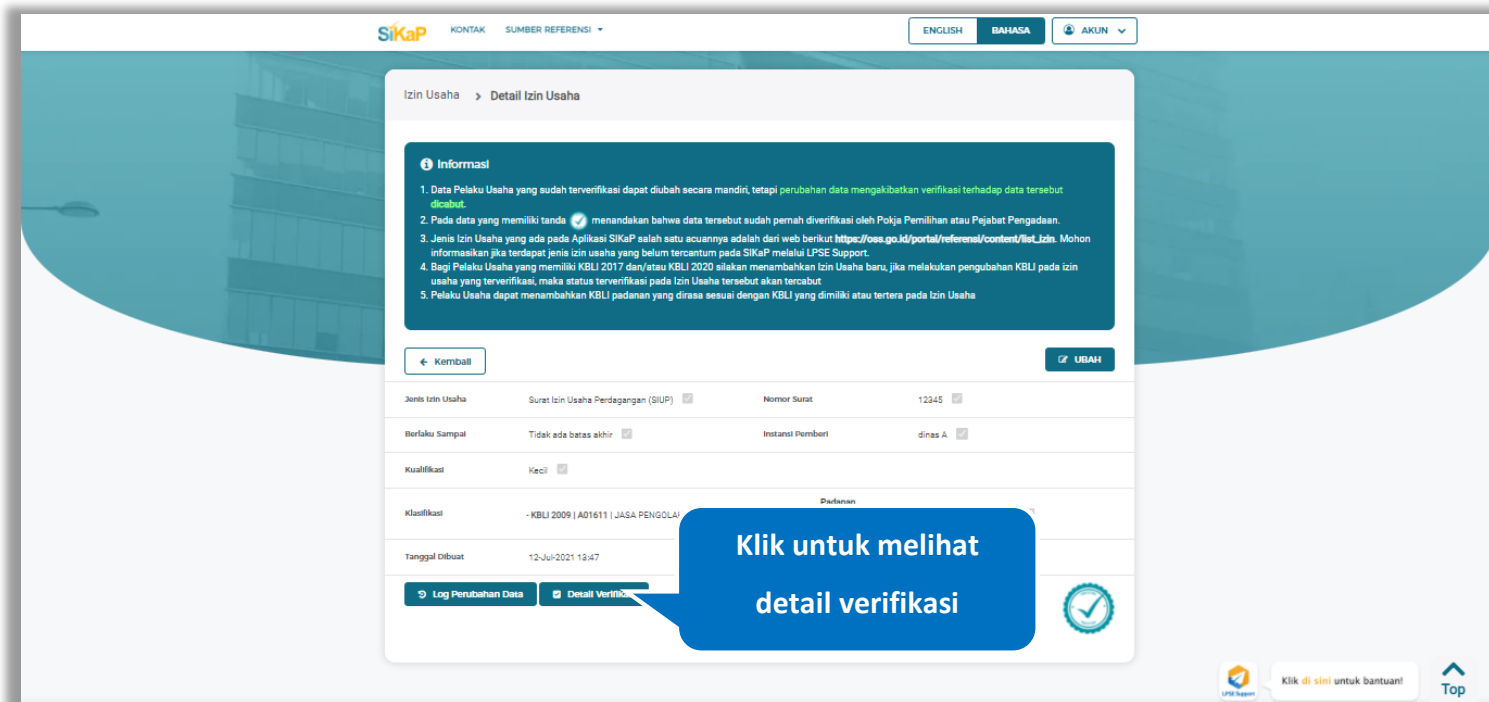 SiKaP KONTAK SUMBER REFERENSI ENGLISH BAHASA AKUN
Izin Usaha > Detail Izin Usaha
Informasi
1. Data Pelaku Usaha yang sudah terverifikasi dapat diubah secara mandiri, tetapi perubahan data mengakibatkan verifikasi terhadap data tersebut
dicabut.
2. Pada data yang memiliki tanda menandakan bahwa data tersebut sudah pernah diverifikasi oleh Pokja Pemilihan atau Pejabat Pengadaan.
3. Jenis Izin Usaha yang ada pada Aplikasi SIKaP salah satu acuannya adalah dari web berikut https://oss.go.id/portal/referensi/content/list_izin. Mohon
informasikan jika terdapat jenis izin usaha yang belum tercantum pada SIKaP melalui LPSE Support.
4. Bagi Pelaku Usaha yang memiliki KBLI 2017 dan/atau KBLI 2020 silakan menambahkan Izin Usaha baru, jika melakukan pengubahan KBLI pada izin
usaha yang terverifikasi, maka status terverifikasi pada Izin Usaha tersebut akan tercabut
5. Pelaku Usaha dapat menambahkan KBLI padanan yang dirasa sesuai dengan KBLI yang dimiliki atau tertera pada Izin Usaha
Kembali UBAH
Jenis Izin Usaha Surat Izin Usaha Perdagangan (SIUP) Nomor Surat 12345
Berlaku Sampai Tidak ada batas akhir Instansi Pemberi dinas A
Kualifikasi Kecil
Padanan
Klasifikasi - KBLI 2009 | A01611 | JASA
Tanggal Dibuat 12-Jul-2021 13:47
Log Perubahan Data Detail
Klik untuk melihat
detail verifikasi
LPSE Support Klik di sini untuk bantuan!
Top